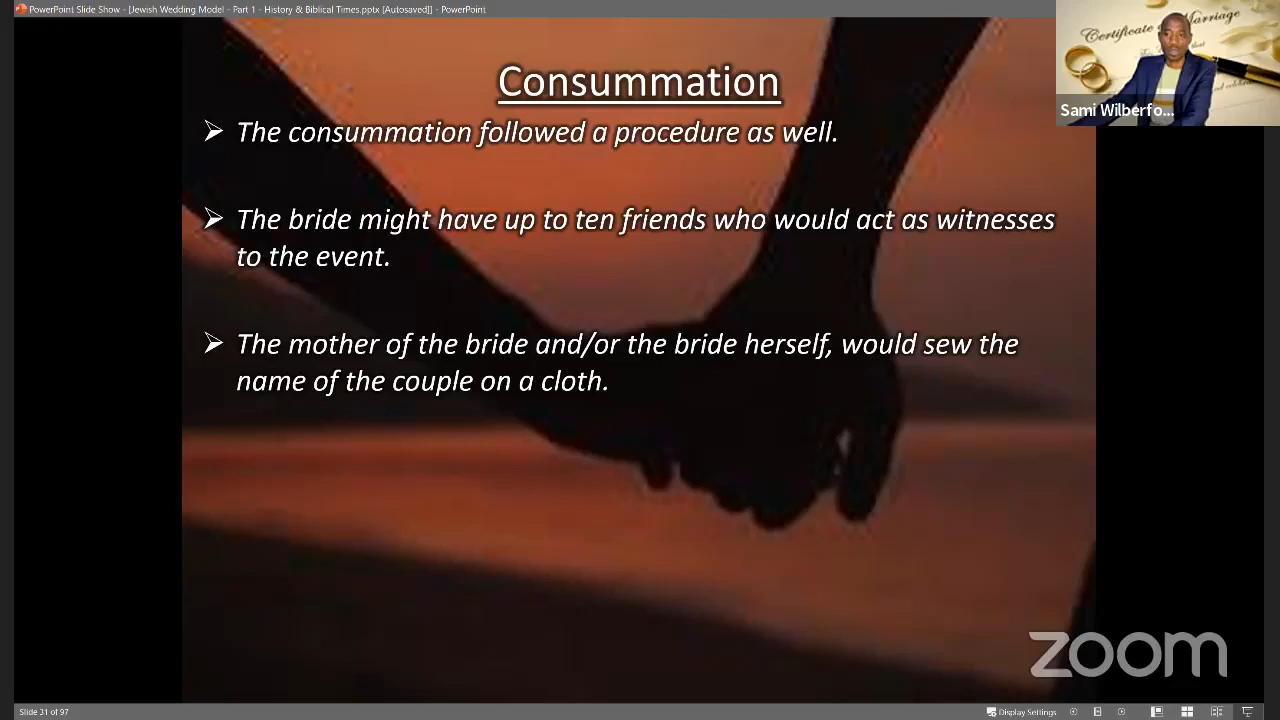 PowerPoint Slide Show - [Jewish Wedding Model - Part 1 - History & Biblical Times.pptx [Autosaved]] - PowerPoint
Certificate of Marriage
Sami Wilberfo...
Consummation
➢ The consummation followed a procedure as well.
➢ The bride might have up to ten friends who would act as witnesses
to the event.
➢ The mother of the bride and/or the bride herself, would sew the
name of the couple on a cloth.
zoom
Slide 31 of 97
Display Settings